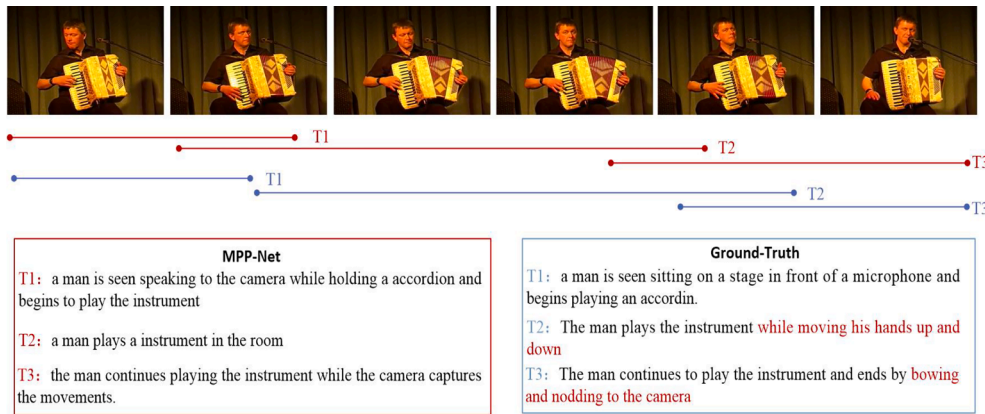 T1
T2
T3
T1
T2
T3
MPP-Net
T1：a man is seen speaking to the camera while holding a accordion and
begins to play the instrument
T2：a man plays a instrument in the room
T3：the man continues playing the instrument while the camera captures
the movements.
Ground-Truth
T1：a man is seen sitting on a stage in front of a microphone and
begins playing an accordin.
T2：The man plays the instrument while moving his hands up and
down
T3：The man continues to play the instrument and ends by bowing
and nodding to the camera